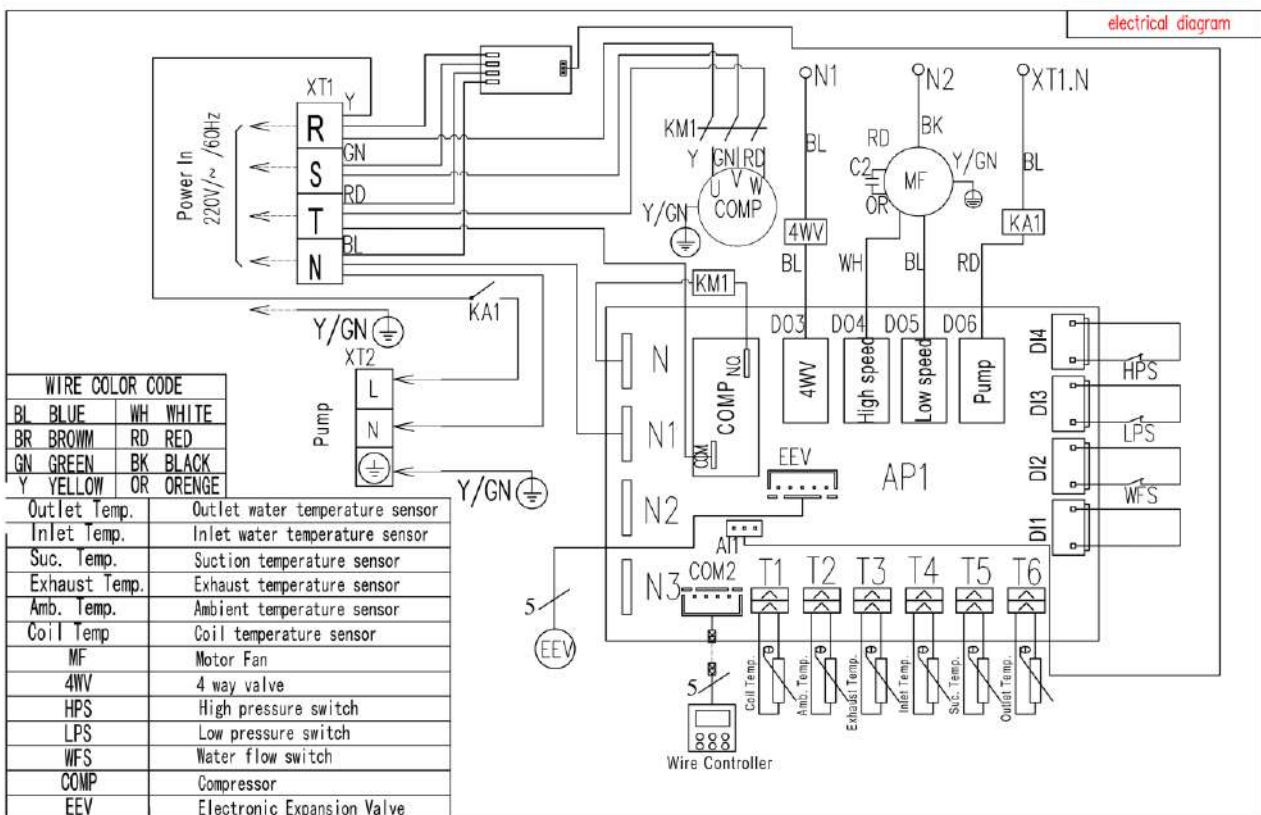 electrical diagram
XT1
Y
R
GN
S
RD
T
BL
N
Power In
220V/~ /60Hz
KM1
Y GN RD
U V W
COMP
Y/GN
N1
BL
4WV
BL
N2
BK
RD
C2
MF
Y/GN
OR
WH
BL
XT1.N
BL
KA1
RD
KA1
Y/GN
XT2
L
N
Pump
Y/GN
KM1
N
N1
N2
N3
COMP
NO
COM
DO3
DO4
DO5
DO6
4WV
High speed
Low speed
Pump
AP1
EEV
AI1
COM2
DI4
DI3
DI2
DI1
HPS
LPS
WFS
T1 T2 T3 T4 T5 T6
θ θ θ θ θ θ
Coil Temp.
Amb. Temp.
Exhaust Temp.
Inlet Temp.
Suc. Temp.
Outlet Temp.
5
EEV
5
Wire Controller
WIRE COLOR CODE
BL BLUE WH WHITE
BR BROWM RD RED
GN GREEN BK BLACK
Y YELLOW OR ORENGE
Outlet Temp. Outlet water temperature sensor
Inlet Temp. Inlet water temperature sensor
Suc. Temp. Suction temperature sensor
Exhaust Temp. Exhaust temperature sensor
Amb. Temp. Ambient temperature sensor
Coil Temp Coil temperature sensor
MF Motor Fan
4WV 4 way valve
HPS High pressure switch
LPS Low pressure switch
WFS Water flow switch
COMP Compressor
EEV Electronic Expansion Valve